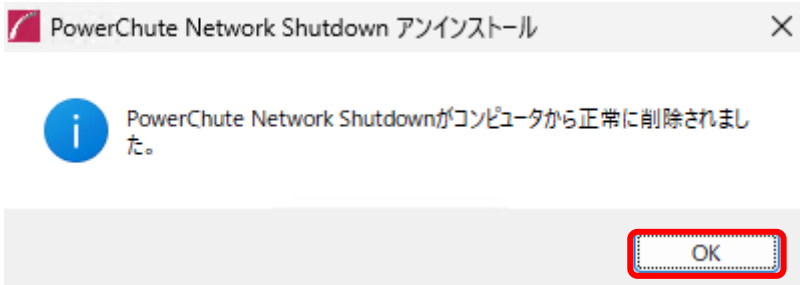 PowerChute Network Shutdown アンインストール
PowerChute Network Shutdownがコンピュータから正常に削除されまし
た。
OK